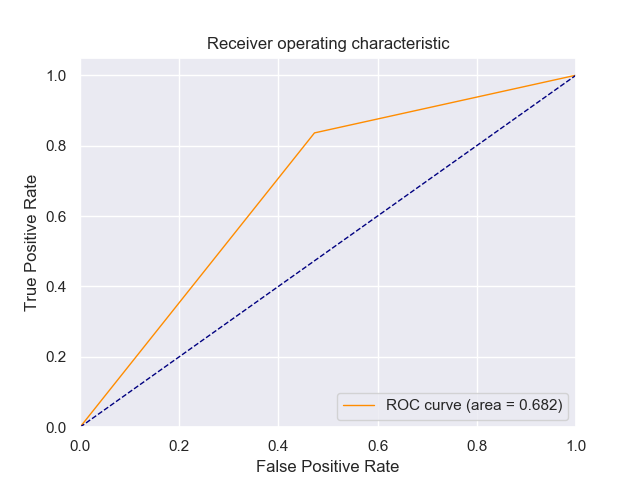 Receiver operating characteristic
True Positive Rate
1.0
0.8
0.6
0.4
0.2
0.0
ROC curve (area = 0.682)
0.0 0.2 0.4 0.6 0.8 1.0
False Positive Rate